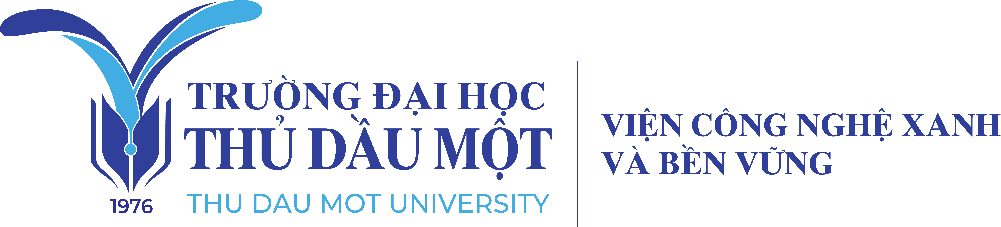 TRƯỜNG ĐẠI HỌC
THỦ DẦU MỘT
THU DAU MOT UNIVERSITY
1976
VIỆN CÔNG NGHỆ XANH
VÀ BỀN VỮNG